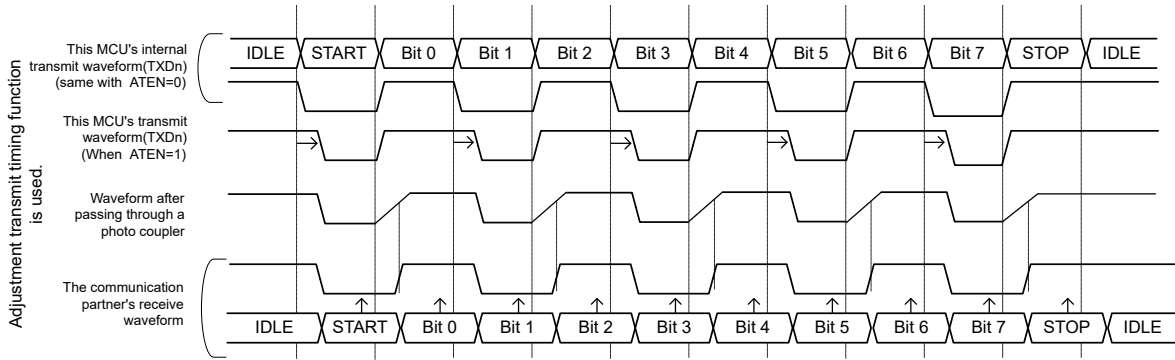 Adjustment transmit timing function
is used.
This MCU's internal
transmit waveform(TXDn)
(same with ATEN=0)
IDLE START Bit 0 Bit 1 Bit 2 Bit 3 Bit 4 Bit 5 Bit 6 Bit 7 STOP IDLE
This MCU's transmit
waveform(TXDn)
(When ATEN=1)
Waveform after
passing through a
photo coupler
The communication
partner's receive
waveform
IDLE START Bit 0 Bit 1 Bit 2 Bit 3 Bit 4 Bit 5 Bit 6 Bit 7 STOP IDLE